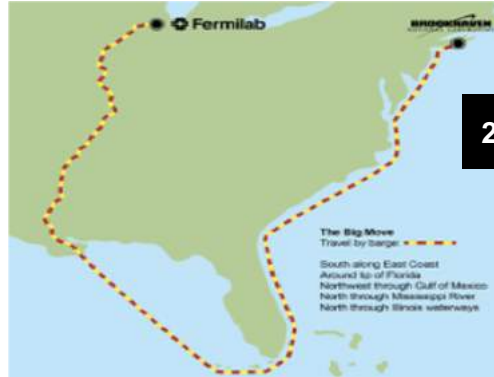 Fermilab
BROOKHAVEN
2
The Big Move
Travel by barge:
South along East Coast
Around tip of Florida
Northwest through Gulf of Mexico
North through Mississippi River
North through Illinois waterways